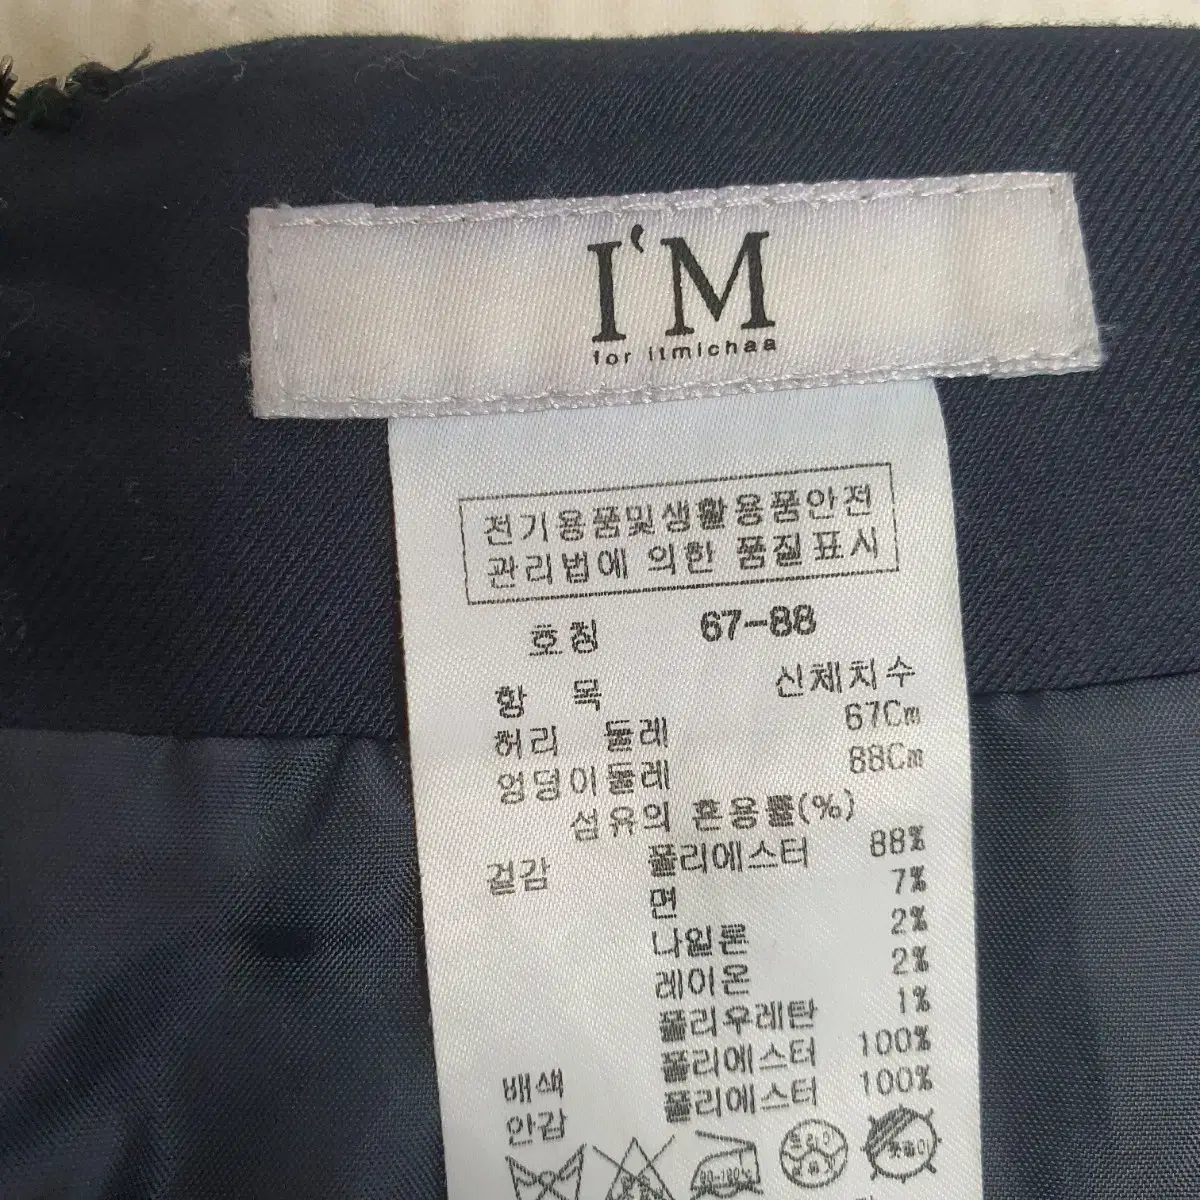 I'M
for itmichaa
전기용품및생활용품안전
관리법에 의한 품질표시
호칭 67-88
항 목 신체치수
허리 둘레 67Cm
엉덩이둘레 88Cm
섬유의 혼용률(%)
겉감 폴리에스터 88%
면 7%
나일론 2%
레이온 2%
폴리우레탄 1%
배색 폴리에스터 100%
안감 폴리에스터 100%